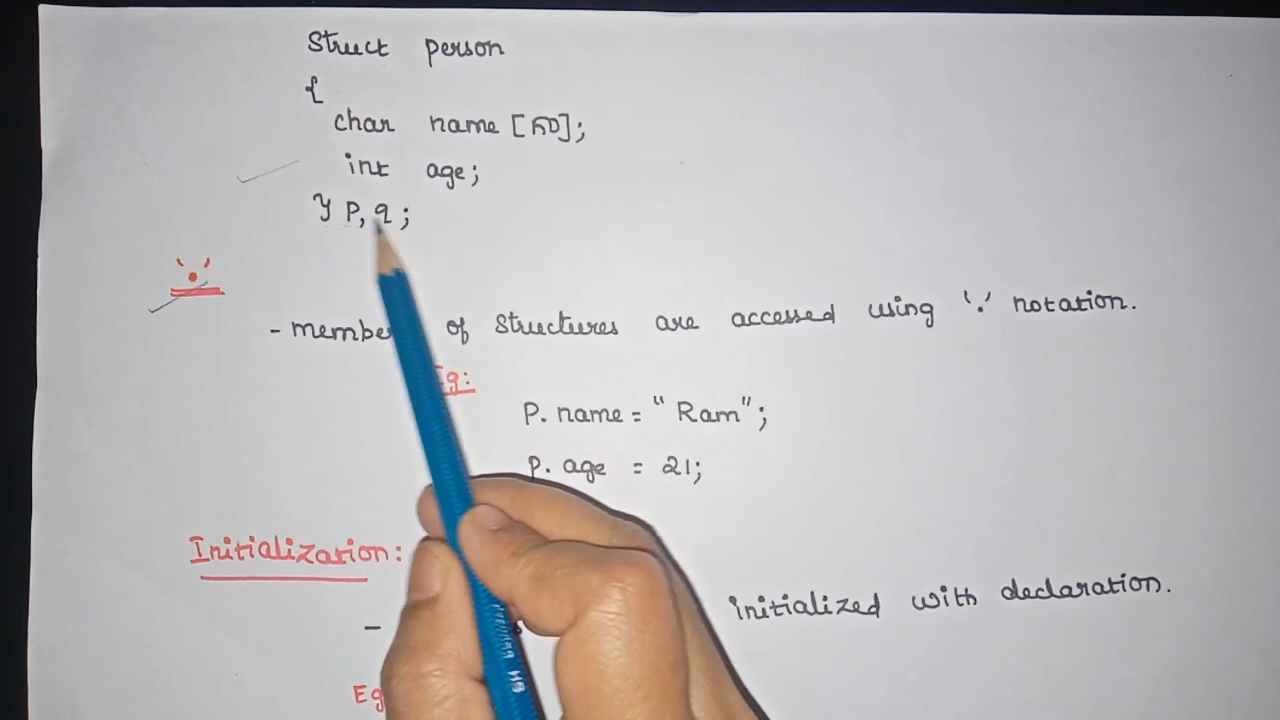 Struct person
{
char name [50];
int age;
} P, q;
- member of structures are accessed using '.' notation.
Eg:
P. name = "Ram";
P. age = 21;
Initialization:
- initialized with declaration.
Eg